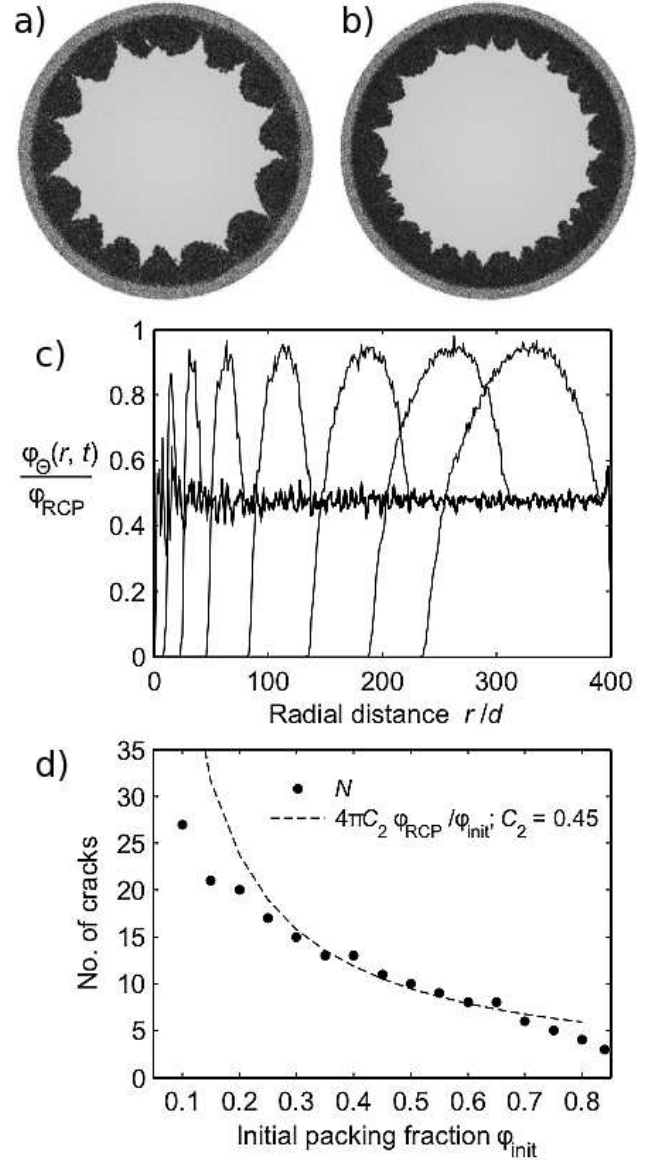 a)
b)
c)
1
0.8
0.6
0.4
0.2
0
φΘ(r, t)
φRCP
0 100 200 300 400
Radial distance r/d
d)
35
30
25
20
15
10
5
0
No. of cracks
N
4πC2 φRCP/φinit; C2 = 0.45
0.1 0.2 0.3 0.4 0.5 0.6 0.7 0.8
Initial packing fraction φinit